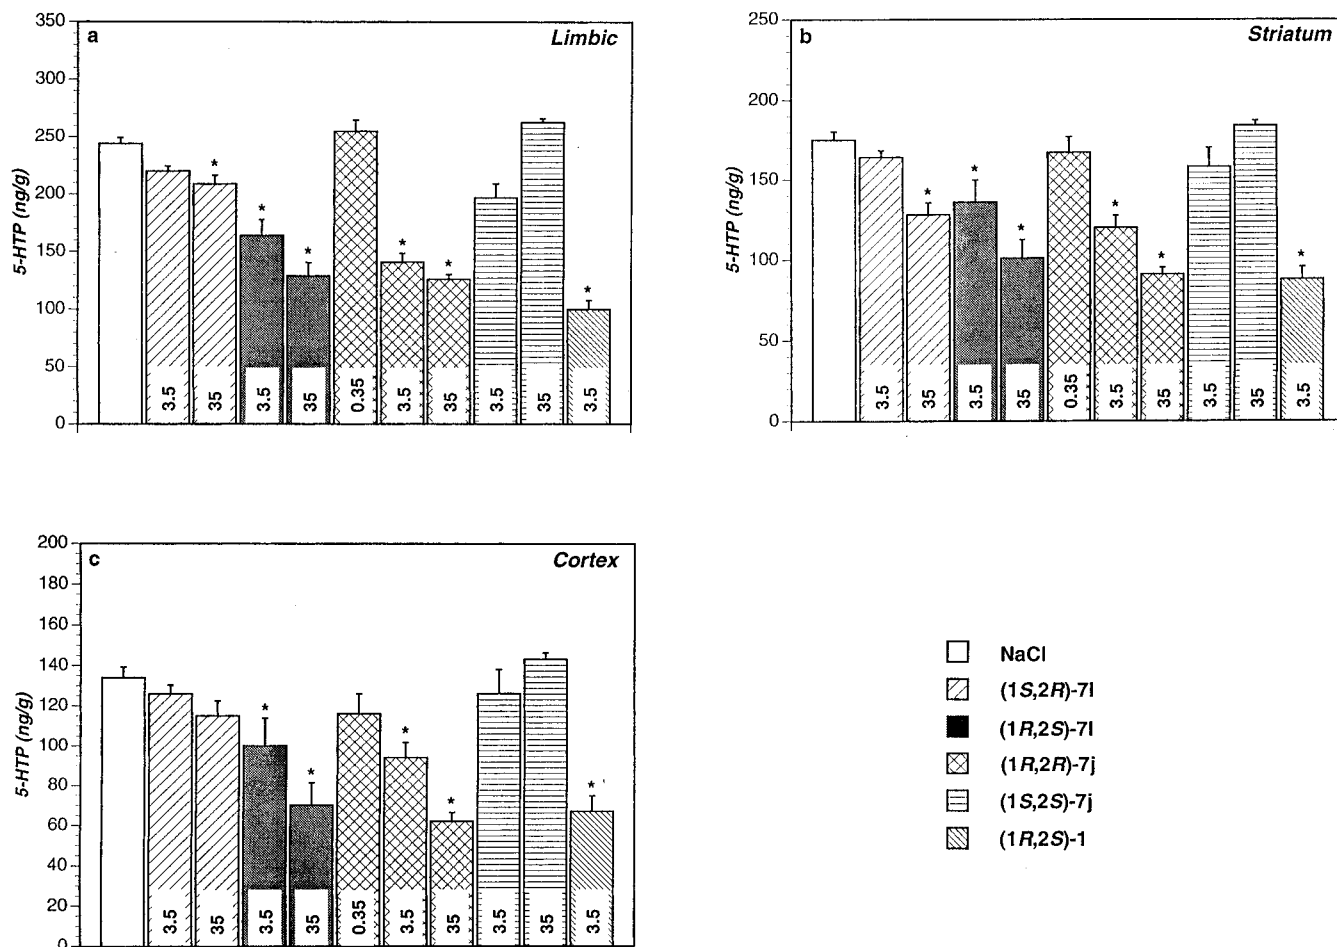 a
Limbic
350
300
250
200
150
100
50
0
5-HTP (ng/g)
* * * * * *
3.5 35 3.5 35 0.35 3.5 35 3.5 35 3.5
b
Striatum
250
200
150
100
50
0
5-HTP (ng/g)
* * * * * *
3.5 35 3.5 35 0.35 3.5 35 3.5 35 3.5
c
Cortex
200
180
160
140
120
100
80
60
40
20
0
5-HTP (ng/g)
* * * * *
3.5 35 3.5 35 0.35 3.5 35 3.5 35 3.5
NaCl
(1S,2R)-7l
(1R,2S)-7l
(1R,2R)-7j
(1S,2S)-7j
(1R,2S)-1